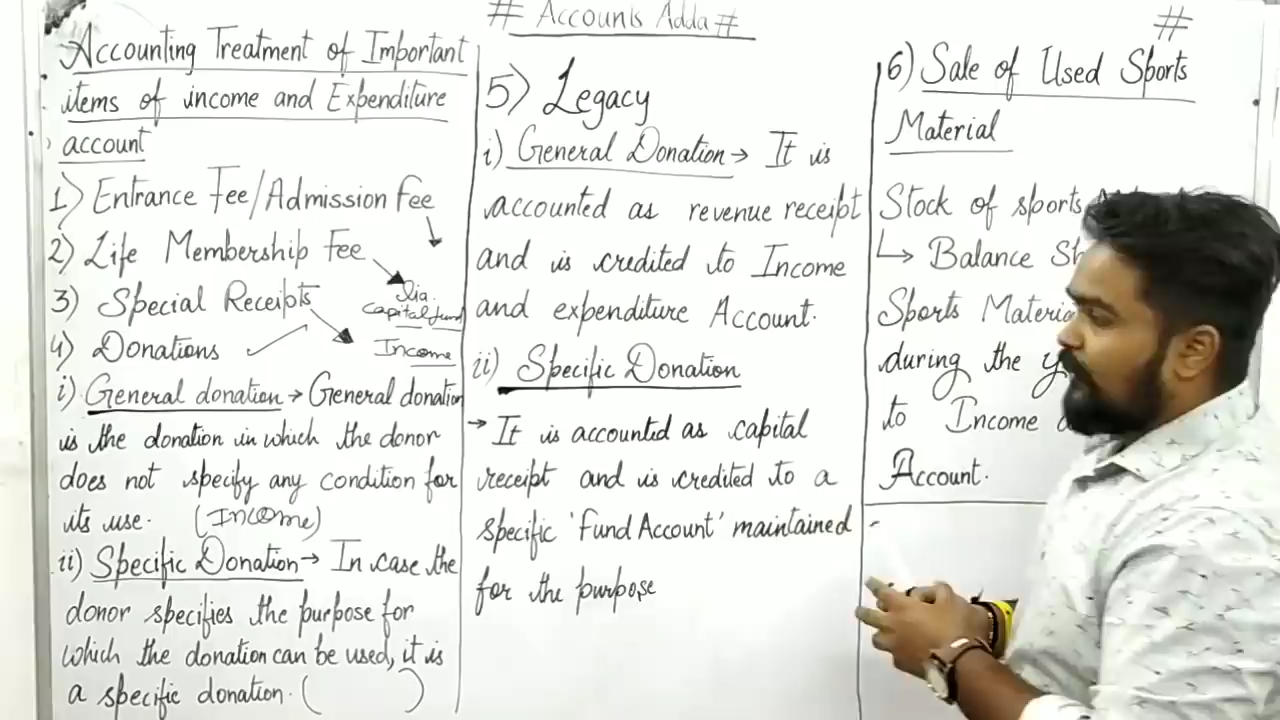 # Accounts Adda #
#
Accounting Treatment of Important
items of income and Expenditure
account
1) Entrance Fee/Admission Fee
2) Life Membership Fee
3) Special Receipts
Lia.
Capital fund
4) Donations
Income
i) General donation → General donation
is the donation in which the donor
does not specify any condition for
its use. (Income)
ii) Specific Donation → In case the
donor specifies the purpose for
which the donation can be used, it is
a specific donation. ( )
5) Legacy
i) General Donation → It is
accounted as revenue receipt
and is credited to Income
and expenditure Account.
ii) Specific Donation
→ It is accounted as capital
receipt and is credited to a
specific 'Fund Account' maintained
for the purpose
6) Sale of Used Sports
Material
Stock of sports
↳ Balance
Sports
during the
to Income
Account.